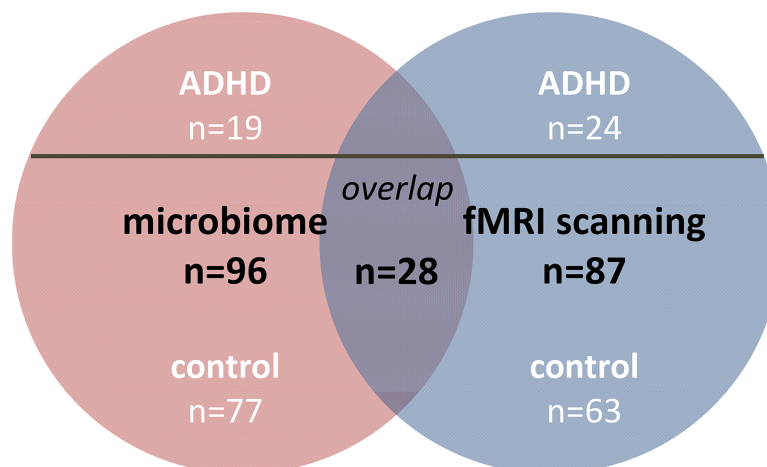 ADHD
n=19
ADHD
n=24
overlap
microbiome
n=96
n=28
fMRI scanning
n=87
control
n=77
control
n=63